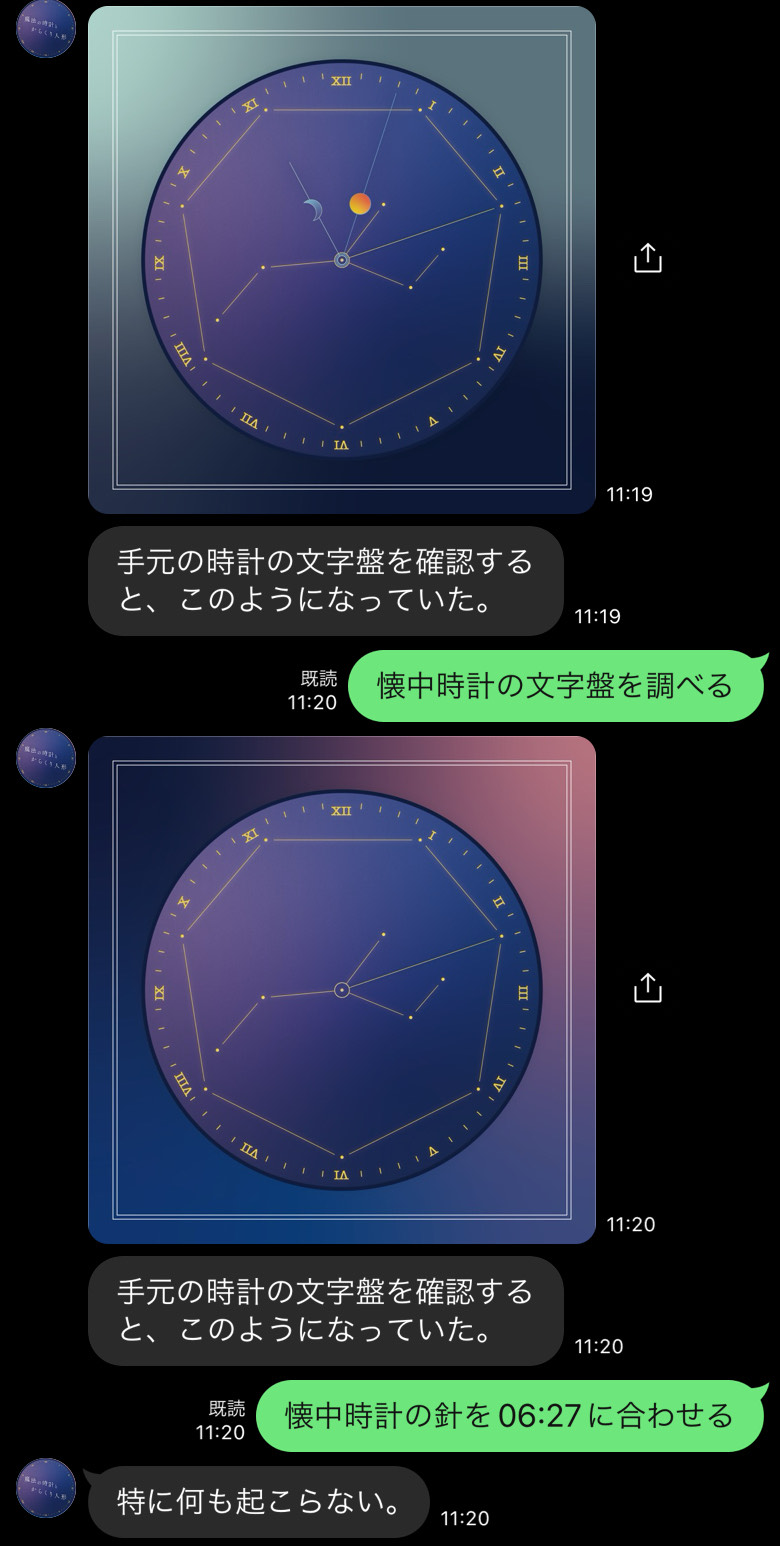 XII
I
II
III
IV
V
VI
VII
VIII
IX
X
XI
11:19
手元の時計の文字盤を確認する
と、このようになっていた。
11:19
既読
11:20
懐中時計の文字盤を調べる
XII
I
II
III
IV
V
VI
VII
VIII
IX
X
XI
11:20
手元の時計の文字盤を確認する
と、このようになっていた。
11:20
既読
11:20
懐中時計の針を06:27に合わせる
特に何も起こらない。
11:20